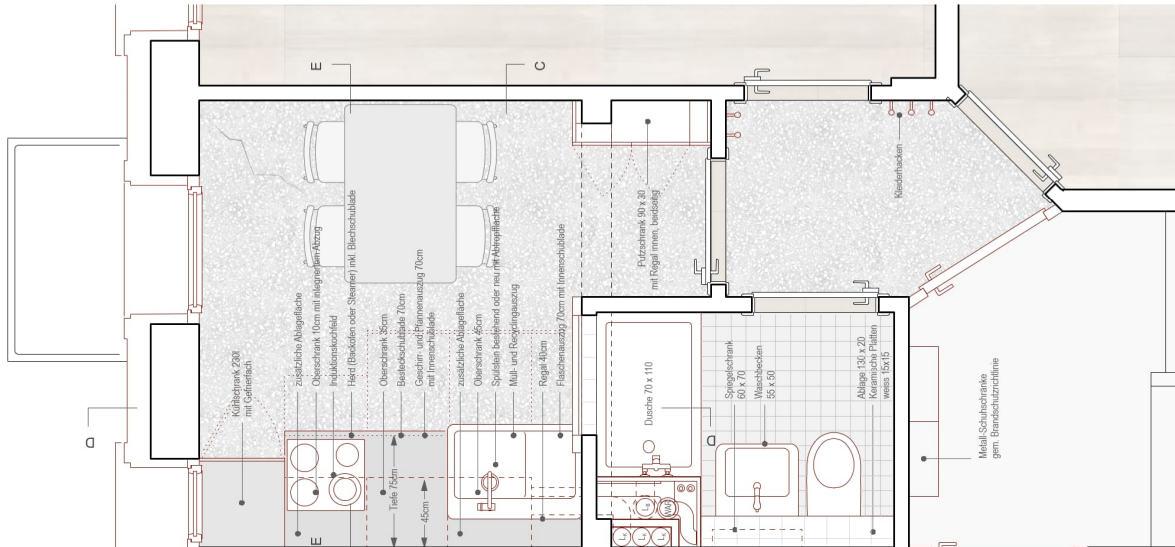 Kühlschrank 230l
mit Gefrierfach
zusätzliche Ablagefläche
Oberschrank 10cm mit integriertem Abzug
Induktionskochfeld
Herd (Backofen oder Steamer) inkl. Blechschublade
Oberschrank 35cm
Besteckschublade 70cm
Geschirr- und Pfannenauszug 70cm
mit Innenschublade
zusätzliche Ablagefläche
Oberschrank 45cm
Spülstein bestehend oder neu mit Abtropffläche
Müll- und Recyclingauszug
Regal 40cm
Flaschenauszug 70cm mit Innenschublade
Tiefe 75cm
45cm
Putzschrank 90 x 30
mit Regal innen, beidseitig
Kleiderhacken
Dusche 70 x 110
Spiegelschrank
60 x 70
Waschbecken
55 x 50
Ablage 130 x 20
Keramische Platten
weiss 15x15
Metall-Schuhschränke
gem. Brandschutzrichtlinie
E
C
D
D
E
WAR